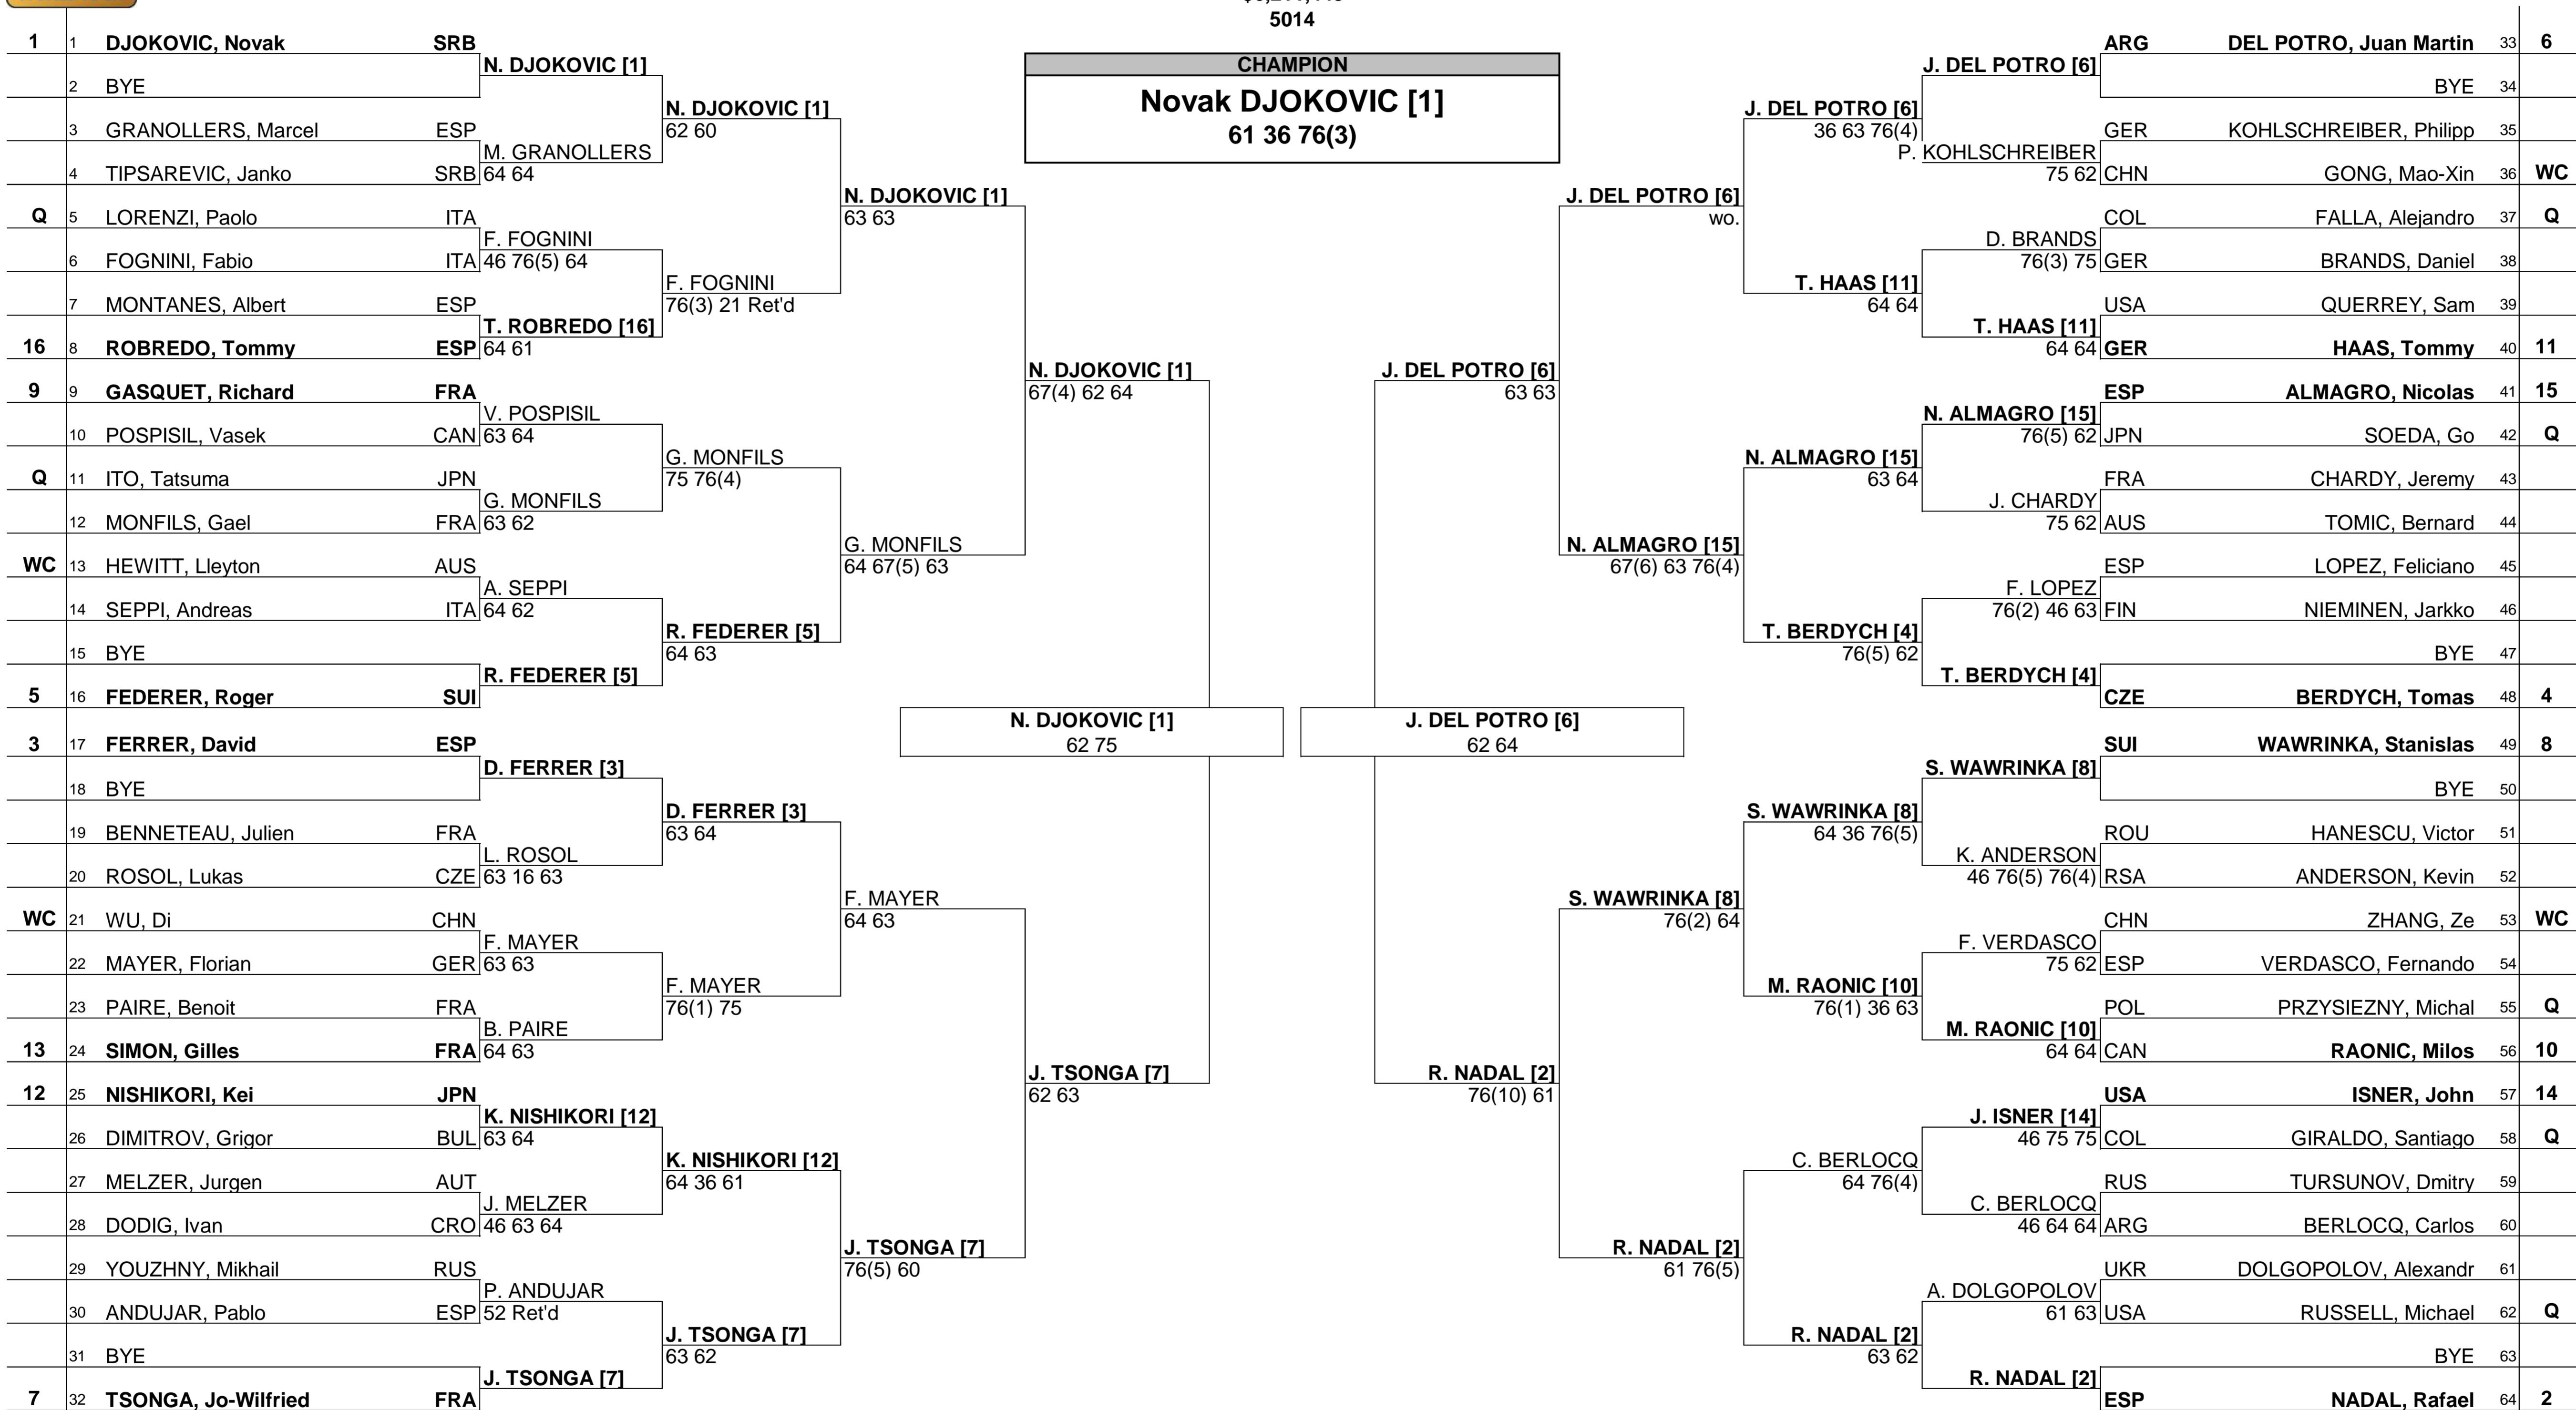 5014
CHAMPION
Novak DJOKOVIC [1]
61 36 76(3)
1 1 DJOKOVIC, Novak SRB
2 BYE
3 GRANOLLERS, Marcel ESP
4 TIPSAREVIC, Janko SRB
Q 5 LORENZI, Paolo ITA
6 FOGNINI, Fabio ITA
7 MONTANES, Albert ESP
16 8 ROBREDO, Tommy ESP
9 9 GASQUET, Richard FRA
10 POSPISIL, Vasek CAN
Q 11 ITO, Tatsuma JPN
12 MONFILS, Gael FRA
WC 13 HEWITT, Lleyton AUS
14 SEPPI, Andreas ITA
15 BYE
5 16 FEDERER, Roger SUI
3 17 FERRER, David ESP
18 BYE
19 BENNETEAU, Julien FRA
20 ROSOL, Lukas CZE
WC 21 WU, Di CHN
22 MAYER, Florian GER
23 PAIRE, Benoit FRA
13 24 SIMON, Gilles FRA
12 25 NISHIKORI, Kei JPN
26 DIMITROV, Grigor BUL
27 MELZER, Jurgen AUT
28 DODIG, Ivan CRO
29 YOUZHNY, Mikhail RUS
30 ANDUJAR, Pablo ESP
31 BYE
7 32 TSONGA, Jo-Wilfried FRA
N. DJOKOVIC [1]
M. GRANOLLERS
64 64
F. FOGNINI
46 76(5) 64
T. ROBREDO [16]
64 61
V. POSPISIL
63 64
G. MONFILS
63 62
A. SEPPI
64 62
R. FEDERER [5]
D. FERRER [3]
L. ROSOL
63 16 63
F. MAYER
63 63
B. PAIRE
64 63
K. NISHIKORI [12]
63 64
J. MELZER
46 63 64
P. ANDUJAR
52 Ret'd
J. TSONGA [7]
N. DJOKOVIC [1]
62 60
F. FOGNINI
76(3) 21 Ret'd
G. MONFILS
75 76(4)
R. FEDERER [5]
64 63
D. FERRER [3]
63 64
F. MAYER
76(1) 75
K. NISHIKORI [12]
64 36 61
J. TSONGA [7]
63 62
N. DJOKOVIC [1]
63 63
G. MONFILS
64 67(5) 63
F. MAYER
64 63
J. TSONGA [7]
76(5) 60
N. DJOKOVIC [1]
67(4) 62 64
J. TSONGA [7]
62 63
N. DJOKOVIC [1]
62 75
J. DEL POTRO [6]
62 64
J. DEL POTRO [6]
63 63
R. NADAL [2]
76(10) 61
J. DEL POTRO [6]
wo.
N. ALMAGRO [15]
67(6) 63 76(4)
S. WAWRINKA [8]
76(2) 64
R. NADAL [2]
61 76(5)
J. DEL POTRO [6]
36 63 76(4)
T. HAAS [11]
64 64
N. ALMAGRO [15]
63 64
T. BERDYCH [4]
76(5) 62
S. WAWRINKA [8]
64 36 76(5)
M. RAONIC [10]
76(1) 36 63
C. BERLOCQ
64 76(4)
R. NADAL [2]
63 62
J. DEL POTRO [6]
P. KOHLSCHREIBER
75 62
D. BRANDS
76(3) 75
T. HAAS [11]
64 64
N. ALMAGRO [15]
76(5) 62
J. CHARDY
75 62
F. LOPEZ
76(2) 46 63
T. BERDYCH [4]
S. WAWRINKA [8]
K. ANDERSON
46 76(5) 76(4)
F. VERDASCO
75 62
M. RAONIC [10]
64 64
J. ISNER [14]
46 75 75
C. BERLOCQ
46 64 64
A. DOLGOPOLOV
61 63
R. NADAL [2]
ARG DEL POTRO, Juan Martin 33 6
BYE 34
GER KOHLSCHREIBER, Philipp 35
CHN GONG, Mao-Xin 36 WC
COL FALLA, Alejandro 37 Q
GER BRANDS, Daniel 38
USA QUERREY, Sam 39
GER HAAS, Tommy 40 11
ESP ALMAGRO, Nicolas 41 15
JPN SOEDA, Go 42 Q
FRA CHARDY, Jeremy 43
AUS TOMIC, Bernard 44
ESP LOPEZ, Feliciano 45
FIN NIEMINEN, Jarkko 46
BYE 47
CZE BERDYCH, Tomas 48 4
SUI WAWRINKA, Stanislas 49 8
BYE 50
ROU HANESCU, Victor 51
RSA ANDERSON, Kevin 52
CHN ZHANG, Ze 53 WC
ESP VERDASCO, Fernando 54
POL PRZYSIEZNY, Michal 55 Q
CAN RAONIC, Milos 56 10
USA ISNER, John 57 14
COL GIRALDO, Santiago 58 Q
RUS TURSUNOV, Dmitry 59
ARG BERLOCQ, Carlos 60
UKR DOLGOPOLOV, Alexandr 61
USA RUSSELL, Michael 62 Q
BYE 63
ESP NADAL, Rafael 64 2